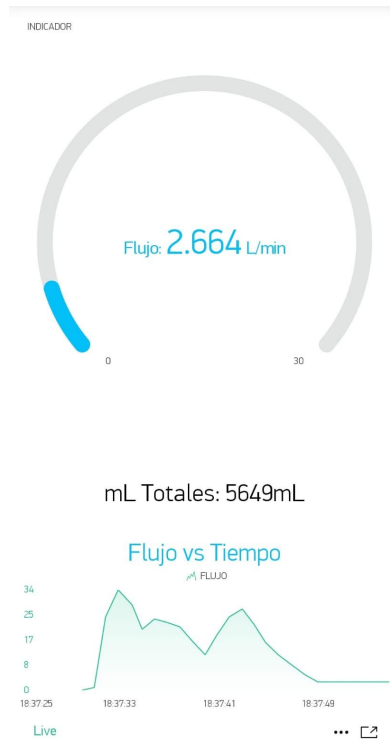 INDICADOR
Flujo: 2.664 L/min
0 30
mL Totales: 5649mL
Flujo vs Tiempo
FLUJO
34
25
17
8
0
18:37:25 18:37:33 18:37:41 18:37:49
Live